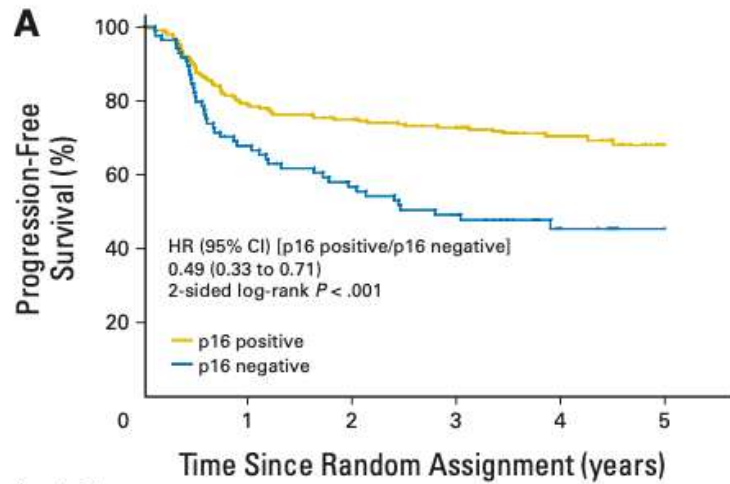 A
100
80
60
40
20
0
Progression-Free
Survival (%)
HR (95% CI) [p16 positive/p16 negative]
0.49 (0.33 to 0.71)
2-sided log-rank P < .001
p16 positive
p16 negative
1 2 3 4 5
Time Since Random Assignment (years)